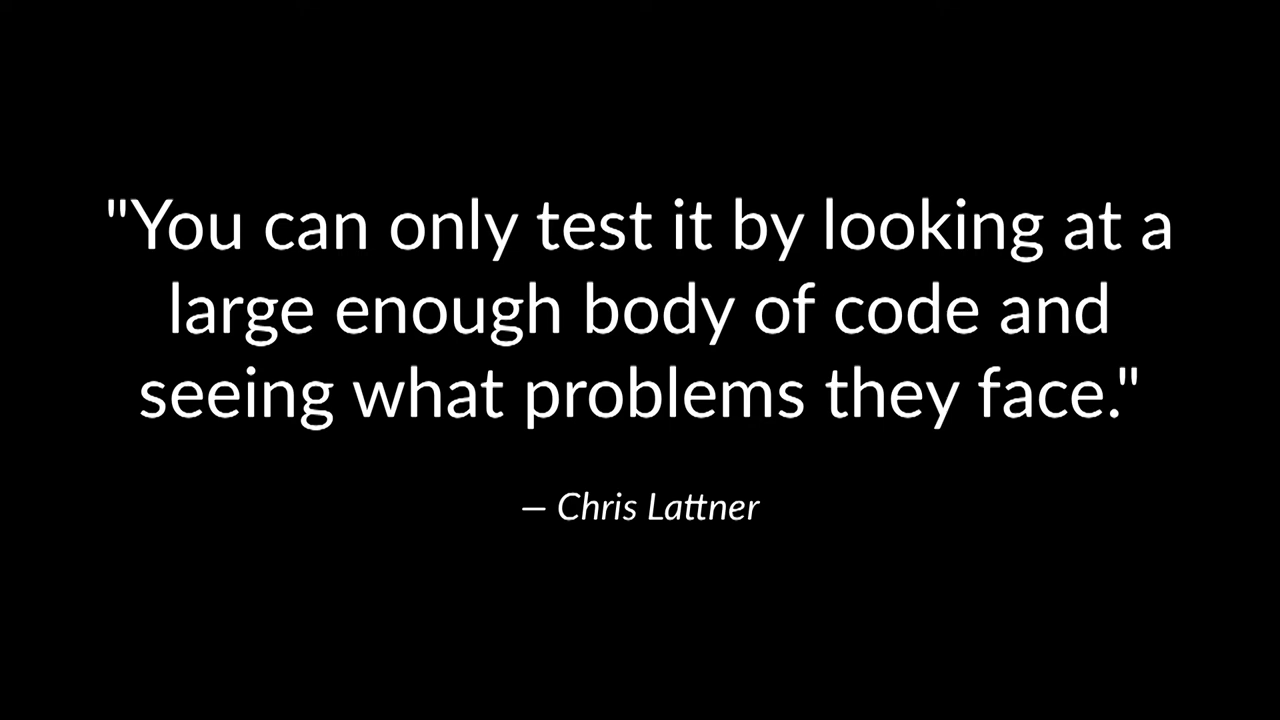 "You can only test it by looking at a
large enough body of code and
seeing what problems they face."
— Chris Lattner